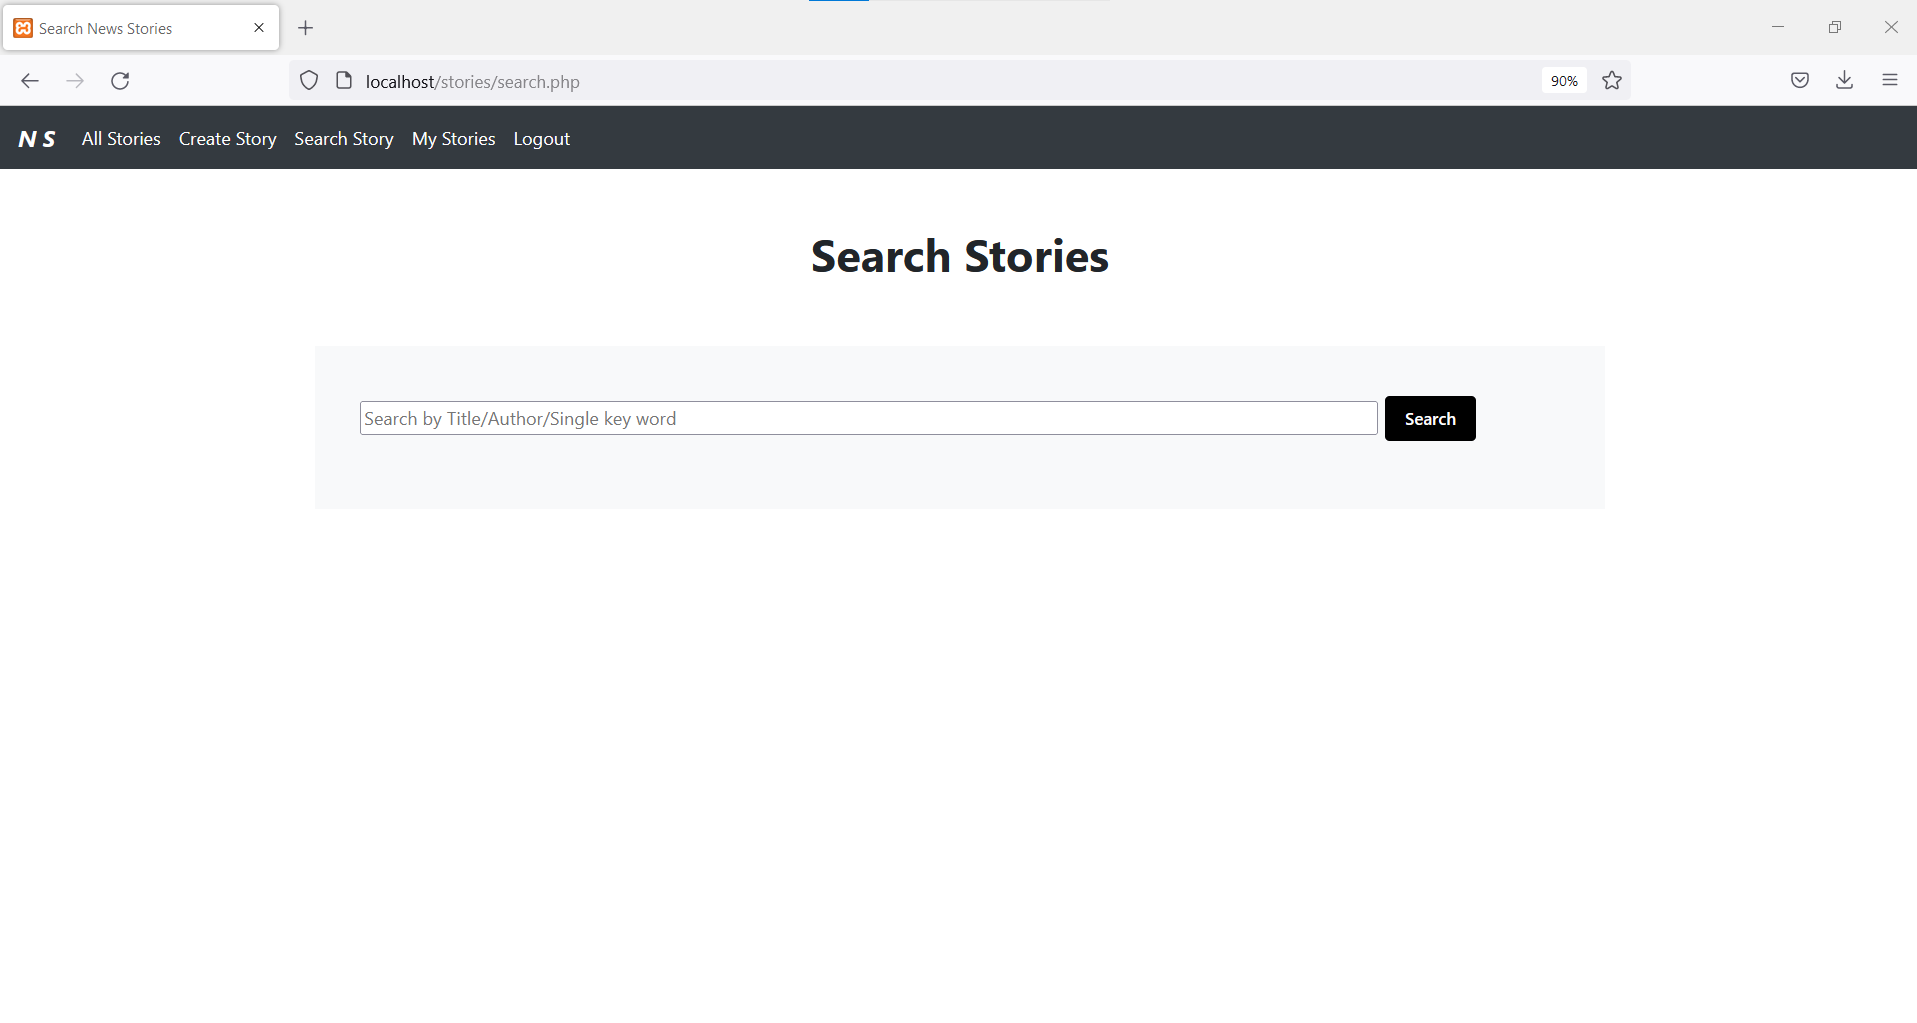 Search News Stories
localhost/stories/search.php
90%
N S
All Stories
Create Story
Search Story
My Stories
Logout
Search Stories
Search by Title/Author/Single key word
Search